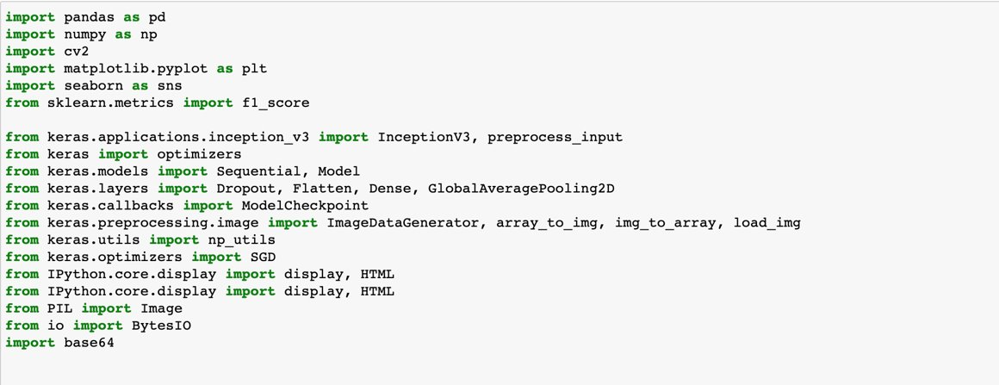 import pandas as pd
import numpy as np
import cv2
import matplotlib.pyplot as plt
import seaborn as sns
from sklearn.metrics import f1_score
from keras.applications.inception_v3 import InceptionV3, preprocess_input
from keras import optimizers
from keras.models import Sequential, Model
from keras.layers import Dropout, Flatten, Dense, GlobalAveragePooling2D
from keras.callbacks import ModelCheckpoint
from keras.preprocessing.image import ImageDataGenerator, array_to_img, img_to_array, load_img
from keras.utils import np_utils
from keras.optimizers import SGD
from IPython.core.display import display, HTML
from IPython.core.display import display, HTML
from PIL import Image
from io import BytesIO
import base64